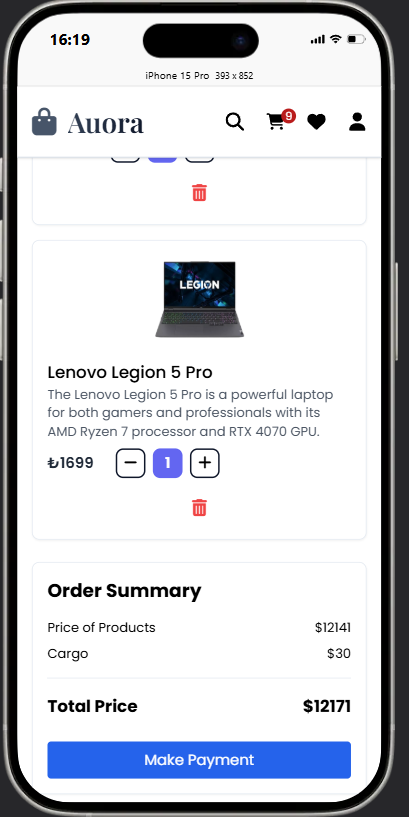 16:19
iPhone 15 Pro 393 x 852
Auora
9
LEGION
Lenovo Legion 5 Pro
The Lenovo Legion 5 Pro is a powerful laptop
for both gamers and professionals with its
AMD Ryzen 7 processor and RTX 4070 GPU.
₺1699 − 1 +
Order Summary
Price of Products $12141
Cargo $30
Total Price $12171
Make Payment